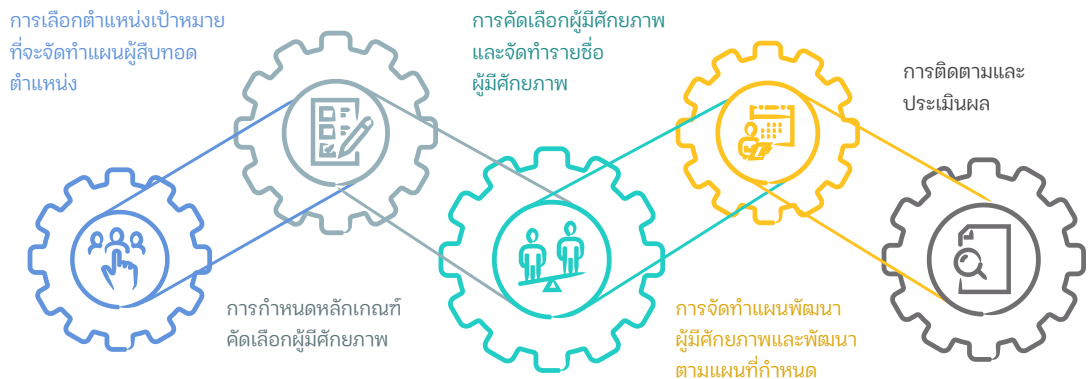 การเลือกตำแหน่งเป้าหมาย
ที่จะจัดทำแผนผู้สืบทอด
ตำแหน่ง
การกำหนดหลักเกณฑ์
คัดเลือกผู้มีศักยภาพ
การคัดเลือกผู้มีศักยภาพ
และจัดทำรายชื่อ
ผู้มีศักยภาพ
การจัดทำแผนพัฒนา
ผู้มีศักยภาพและพัฒนา
ตามแผนที่กำหนด
การติดตามและ
ประเมินผล